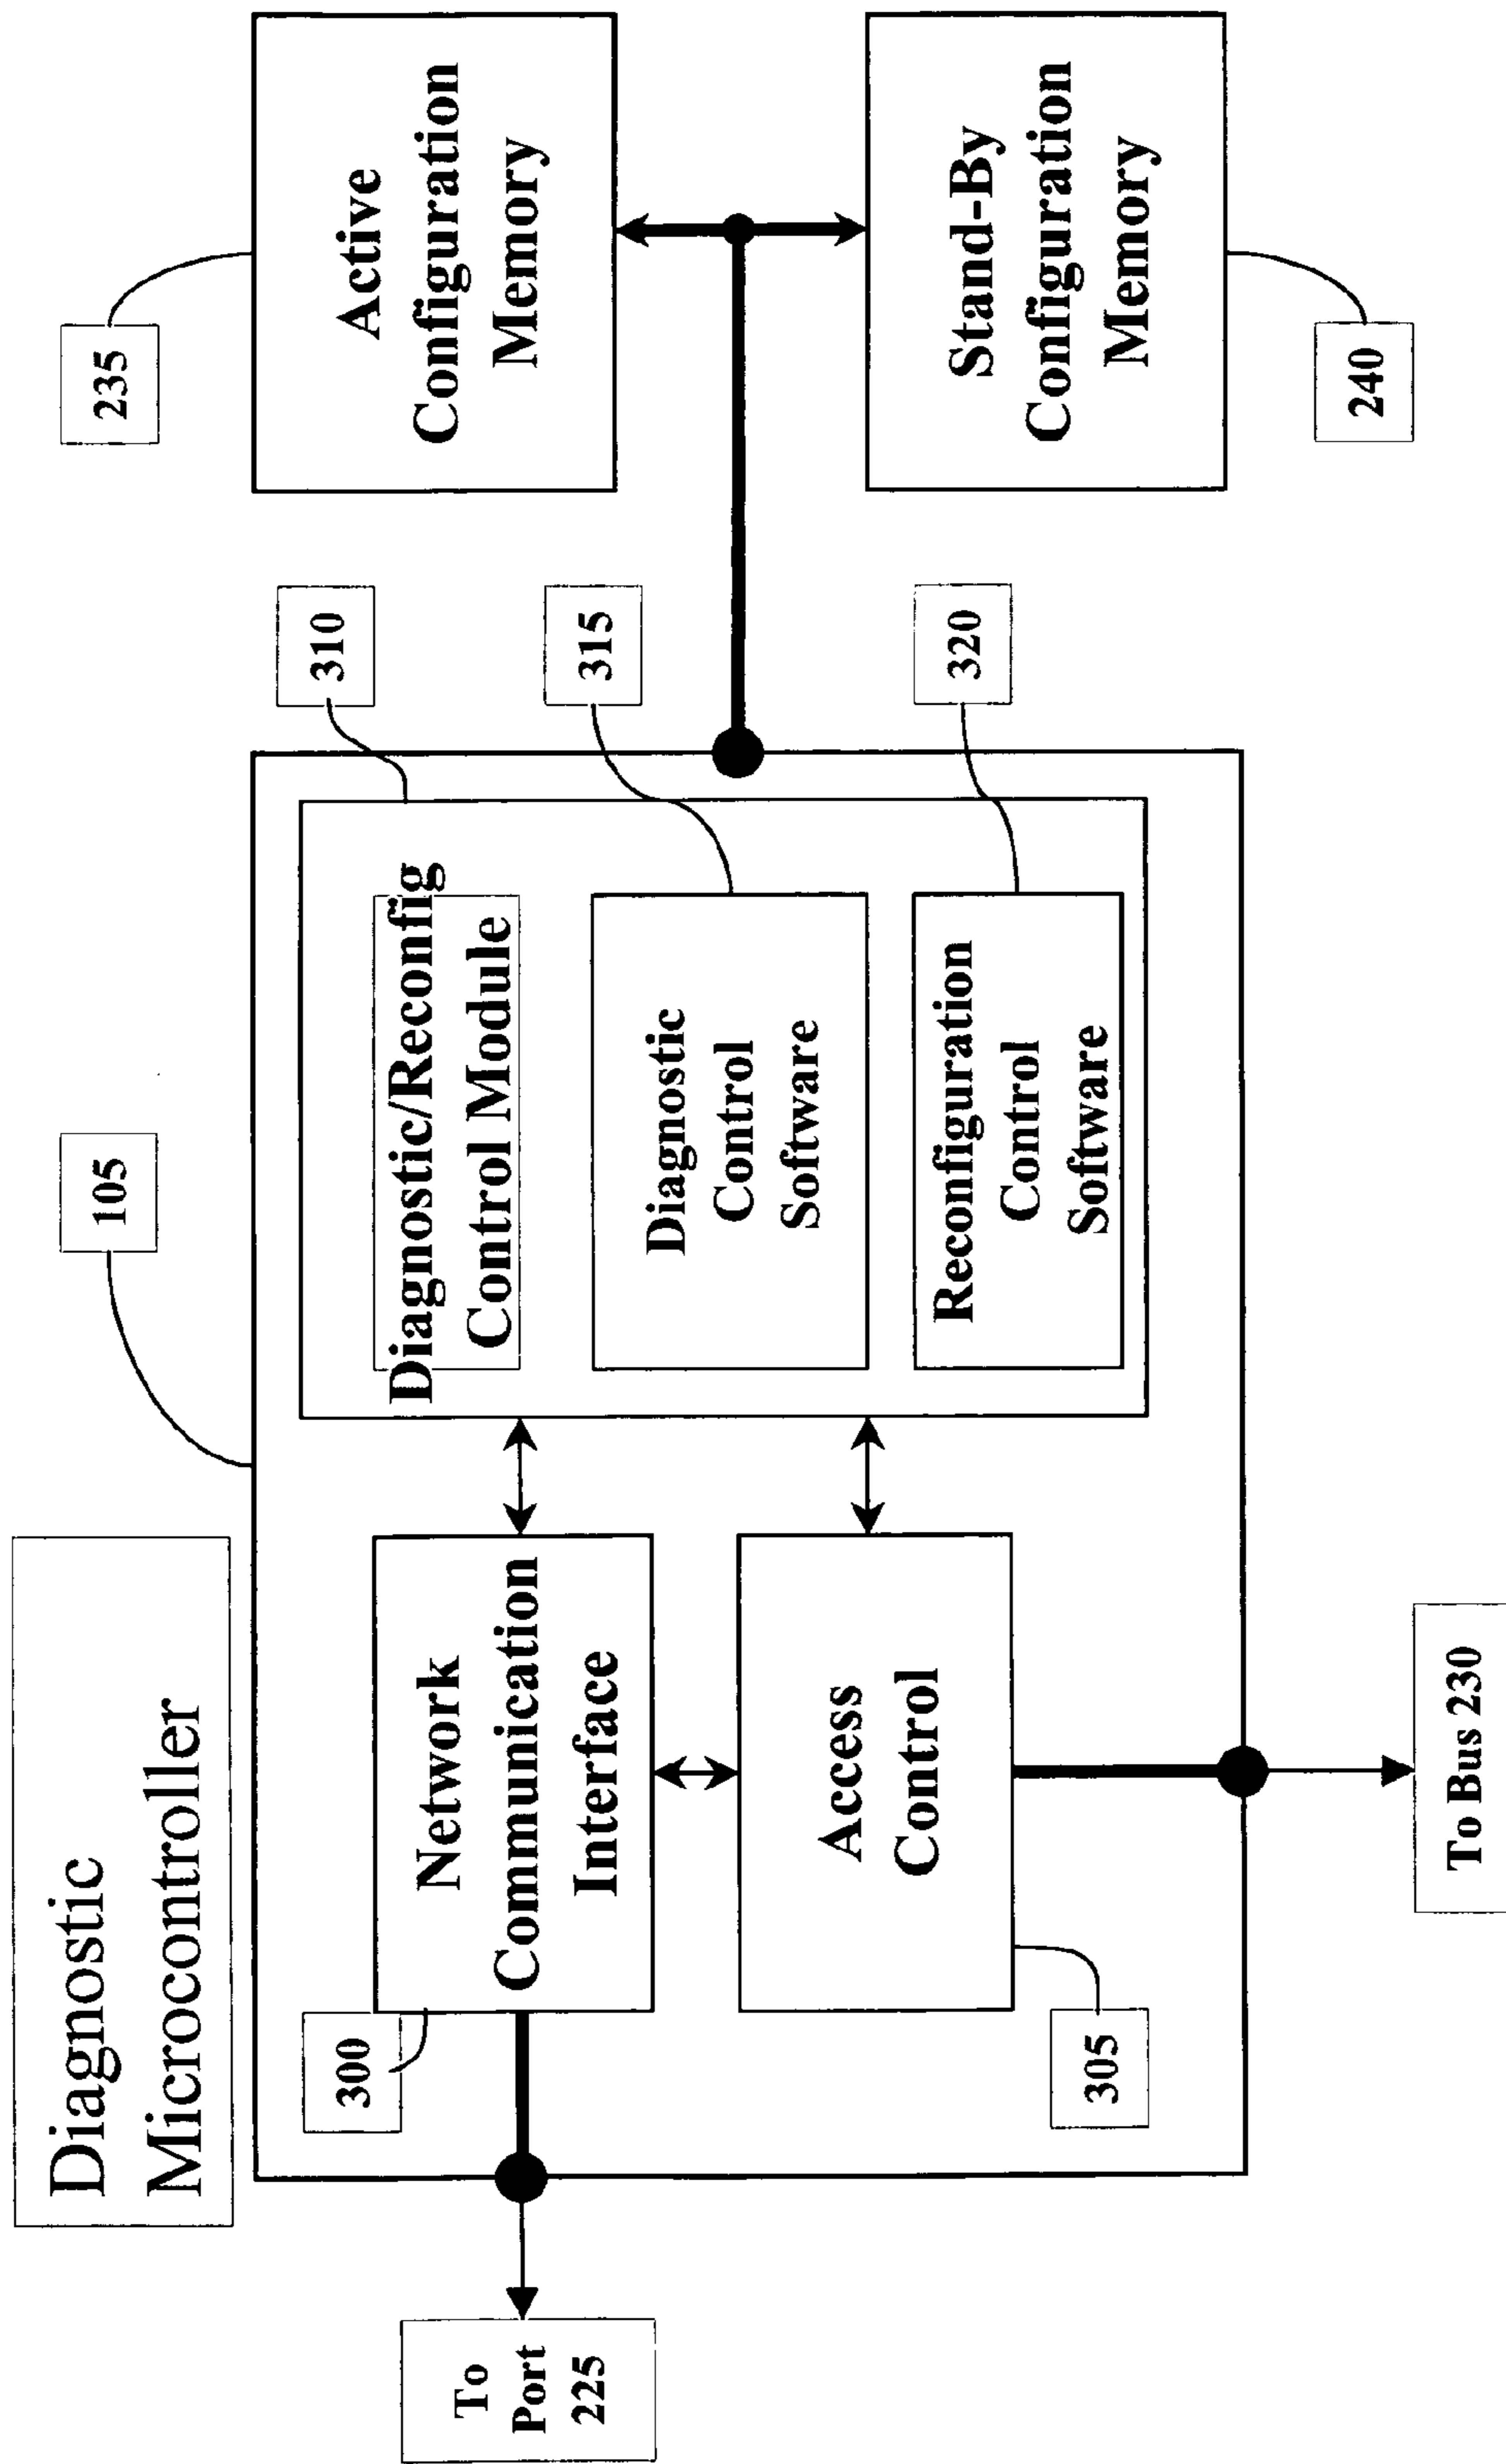 Diagnostic
Microcontroller
105
235
Active
Configuration
Memory
310
Diagnostic/Reconfig
Control Module
300
Network
Communication
Interface
315
Diagnostic
Control
Software
To
Port
225
Access
Control
305
320
Reconfiguration
Control
Software
Stand-By
Configuration
Memory
240
To Bus 230